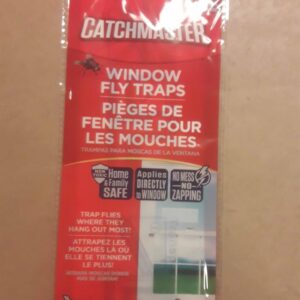 CATCHMASTER
WINDOW
FLY TRAPS
PIÈGES DE
FENÊTRE POUR
LES MOUCHES
TRAMPAS PARA MOSCAS DE LA VENTANA
NON TOXIC
Home & Family SAFE
Applies DIRECTLY to WINDOW
NO MESS NO ZAPPING
TRAP FLIES
WHERE THEY
HANG OUT MOST!
ATTRAPEZ LES
MOUCHES LÀ OÙ
ELLE SE TIENNENT
LE PLUS!